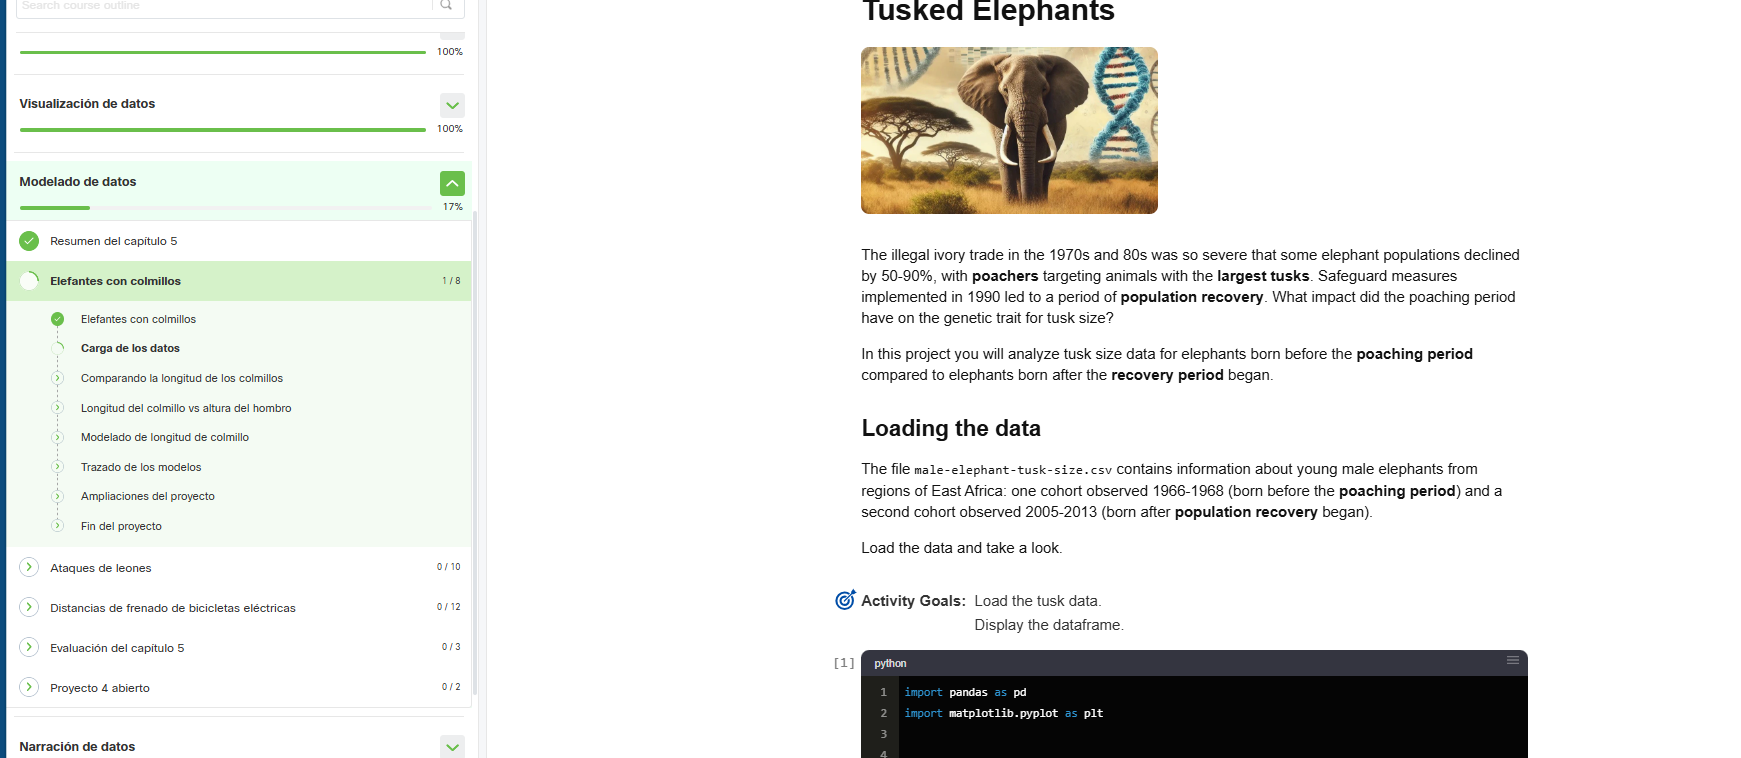 Search course outline
100%
Visualización de datos
100%
Modelado de datos
17%
Resumen del capítulo 5
Elefantes con colmillos
1 / 8
Elefantes con colmillos
Carga de los datos
Comparando la longitud de los colmillos
Longitud del colmillo vs altura del hombro
Modelado de longitud de colmillo
Trazado de los modelos
Ampliaciones del proyecto
Fin del proyecto
Ataques de leones
0 / 10
Distancias de frenado de bicicletas eléctricas
0 / 12
Evaluación del capítulo 5
0 / 3
Proyecto 4 abierto
0 / 2
Narración de datos
Tusked Elephants
The illegal ivory trade in the 1970s and 80s was so severe that some elephant populations declined
by 50-90%, with poachers targeting animals with the largest tusks. Safeguard measures
implemented in 1990 led to a period of population recovery. What impact did the poaching period
have on the genetic trait for tusk size?
In this project you will analyze tusk size data for elephants born before the poaching period
compared to elephants born after the recovery period began.
Loading the data
The file male-elephant-tusk-size.csv contains information about young male elephants from
regions of East Africa: one cohort observed 1966-1968 (born before the poaching period) and a
second cohort observed 2005-2013 (born after population recovery began).
Load the data and take a look.
Activity Goals: Load the tusk data.
Display the dataframe.
[1]
python
1 import pandas as pd
2 import matplotlib.pyplot as plt
3
4